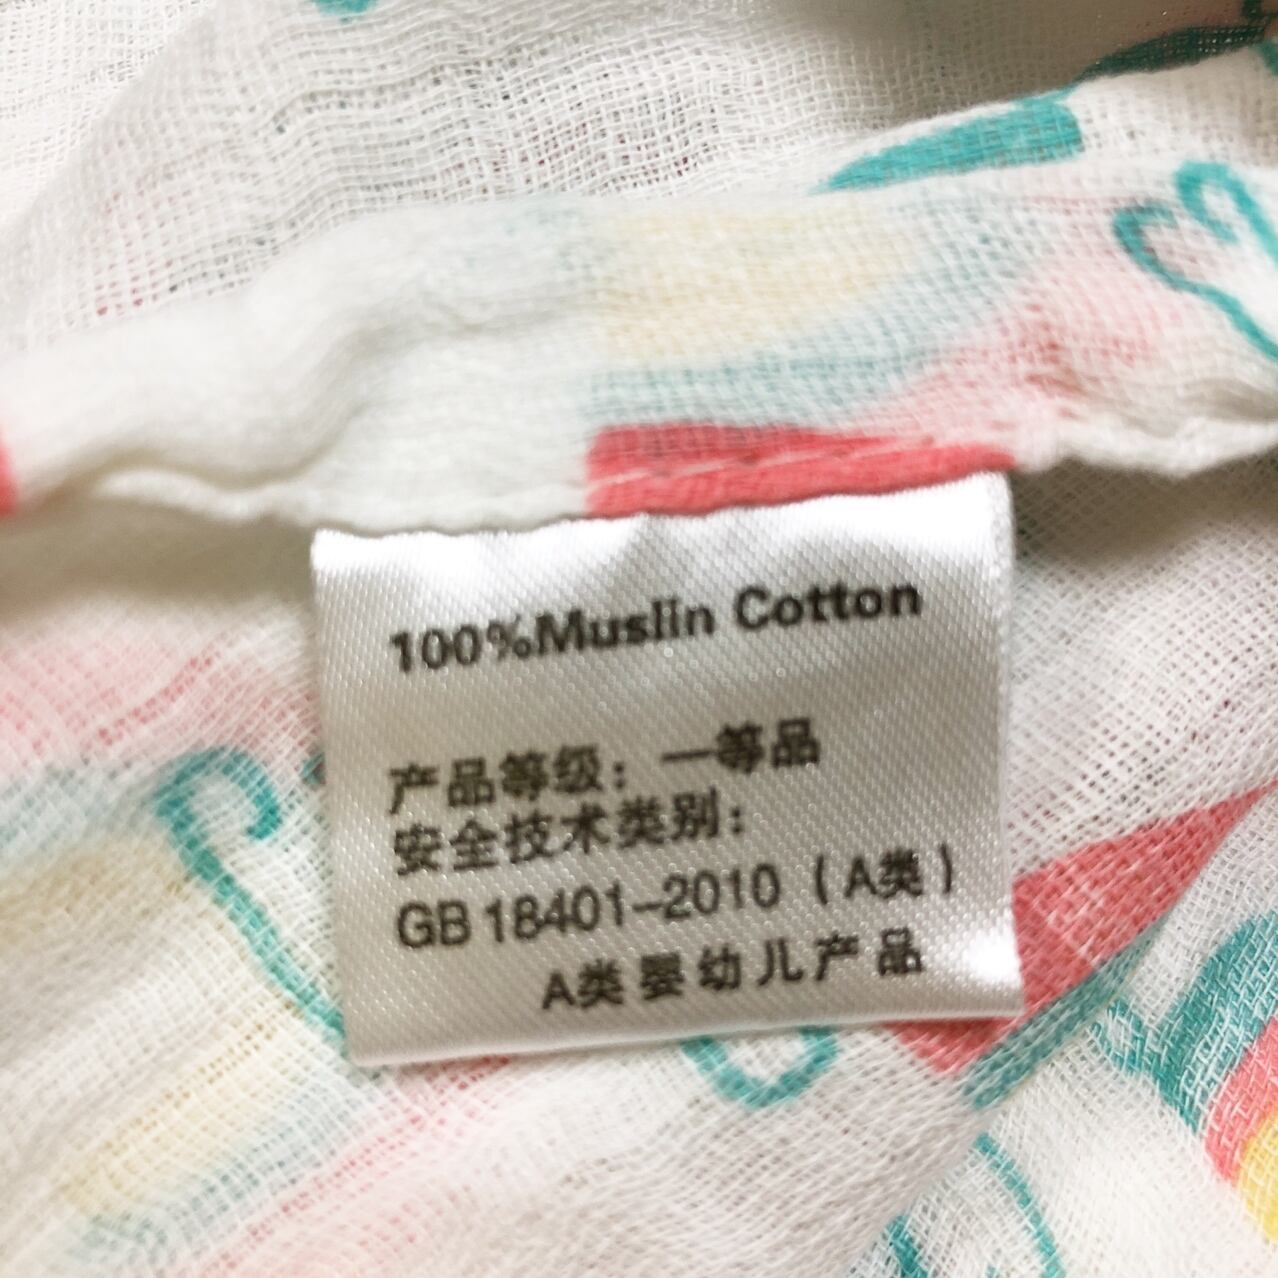 100%Muslin Cotton
产品等级：一等品
安全技术类别：
GB 18401-2010（A类）
A类婴幼儿产品